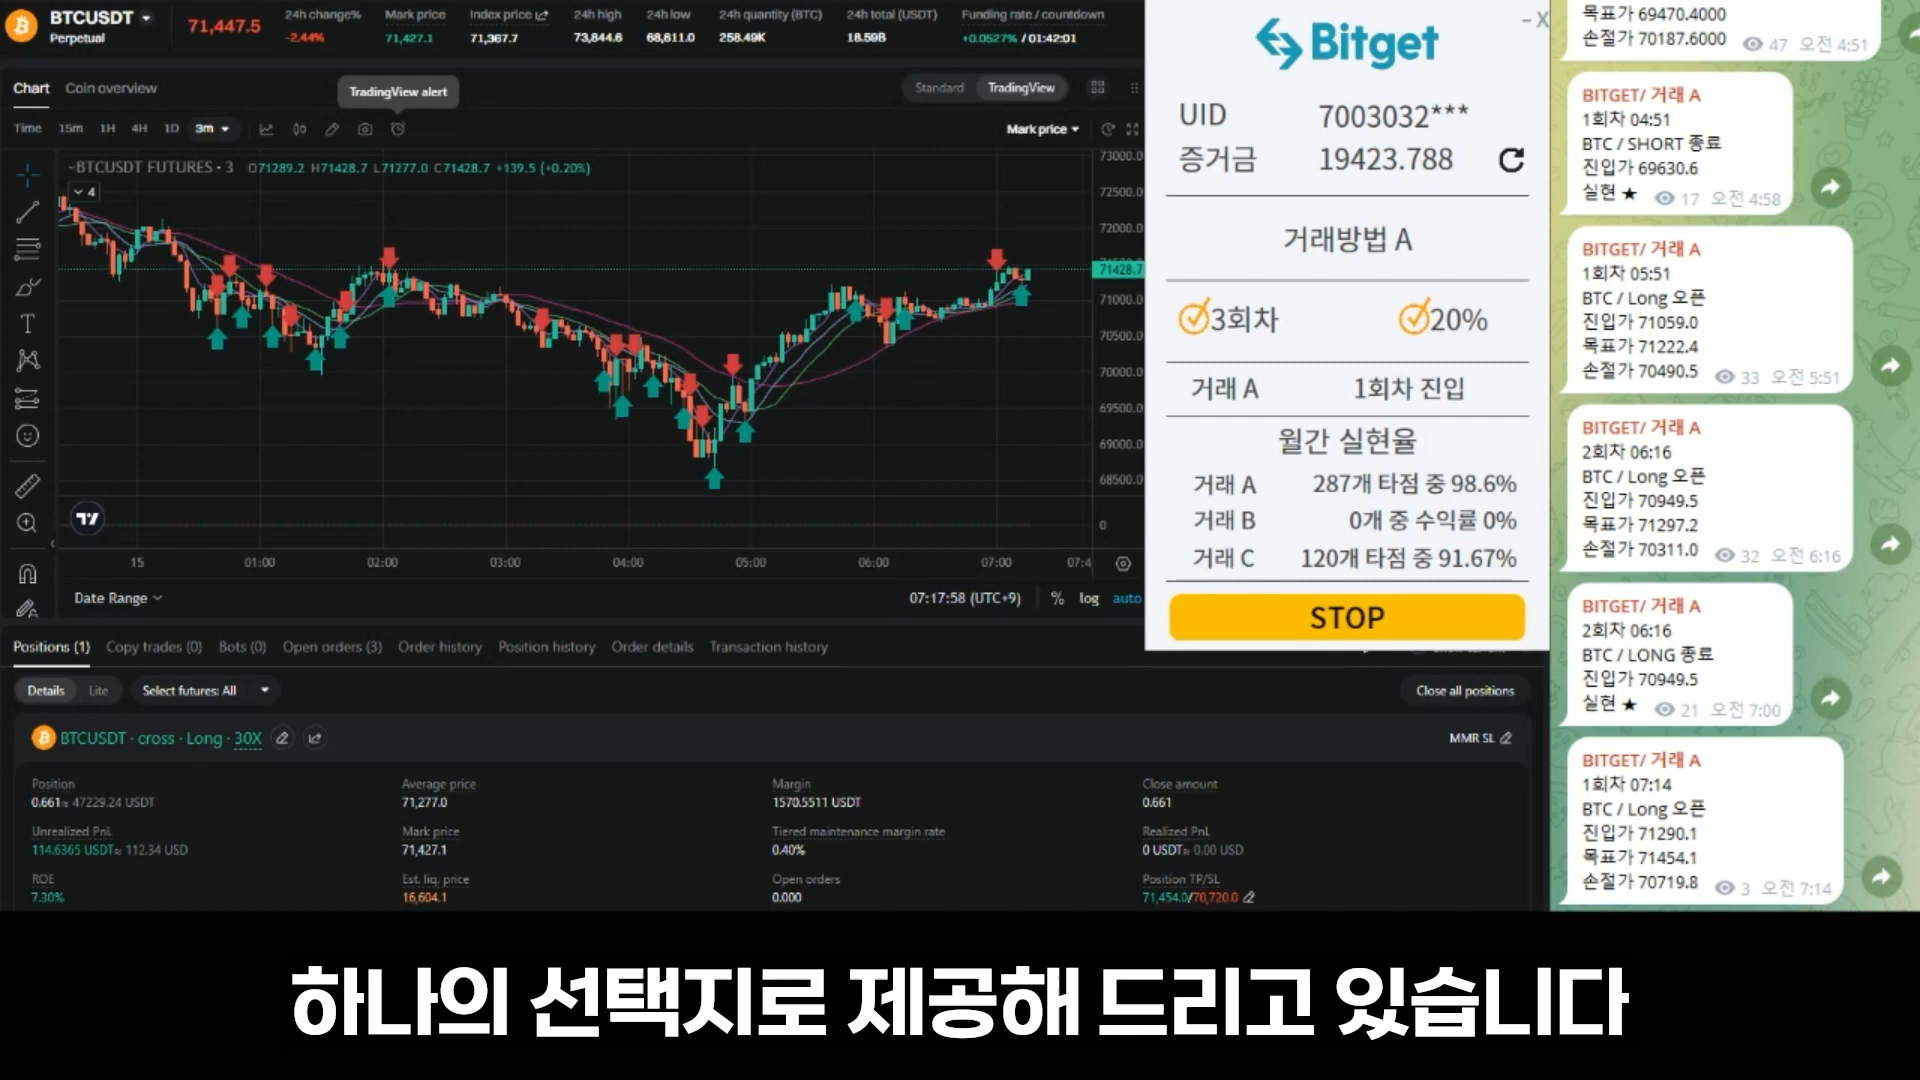 BTCUSDT
Perpetual
71,447.5
24h change%
-2.44%
Mark price
71,427.1
Index price
71,367.7
24h high
73,844.6
24h low
68,611.0
24h quantity (BTC)
258.49K
24h total (USDT)
18.59B
Funding rate / countdown
+0.0527% / 01:42:01
Chart
Coin overview
TradingView alert
Standard
TradingView
Time 15m 1H 4H 1D 3m
Mark price
~BTCUSDT FUTURES · 3 O71289.2 H71428.7 L71277.0 C71428.7 +139.5 (+0.20%)
4
73000.0
72500.0
72000.0
71428.7
71000.0
70500.0
70000.0
69500.0
69000.0
68500.0
0
15 01:00 02:00 03:00 04:00 05:00 06:00 07:00 07:4
Date Range
07:17:58 (UTC+9) % log auto
Positions (1) Copy trades (0) Bots (0) Open orders (3) Order history Position history Order details Transaction history
Details Lite Select futures: All
Close all positions
BTCUSDT · cross · Long · 30X
MMR SL
Position
0.661≈ 47229.24 USDT
Average price
71,277.0
Margin
1570.5511 USDT
Close amount
0.661
Unrealized PnL
114.6365 USDT≈ 112.34 USD
Mark price
71,427.1
Tiered maintenance margin rate
0.40%
Realized PnL
0 USDT≈ 0.00 USD
ROE
7.30%
Est. liq. price
16,604.1
Open orders
0.000
Position TP/SL
71,454.0/70,720.0
– X
Bitget
UID 7003032***
증거금 19423.788
거래방법 A
3회차 20%
거래 A 1회차 진입
월간 실현율
거래 A 287개 타점 중 98.6%
거래 B 0개 중 수익률 0%
거래 C 120개 타점 중 91.67%
STOP
목표가 69470.4000
손절가 70187.6000 47 오전 4:51
BITGET/ 거래 A
1회차 04:51
BTC / SHORT 종료
진입가 69630.6
실현 ★ 17 오전 4:58
BITGET/ 거래 A
1회차 05:51
BTC / Long 오픈
진입가 71059.0
목표가 71222.4
손절가 70490.5 33 오전 5:51
BITGET/ 거래 A
2회차 06:16
BTC / Long 오픈
진입가 70949.5
목표가 71297.2
손절가 70311.0 32 오전 6:16
BITGET/ 거래 A
2회차 06:16
BTC / LONG 종료
진입가 70949.5
실현 ★ 21 오전 7:00
BITGET/ 거래 A
1회차 07:14
BTC / Long 오픈
진입가 71290.1
목표가 71454.1
손절가 70719.8 3 오전 7:14
하나의 선택지로 제공해 드리고 있습니다